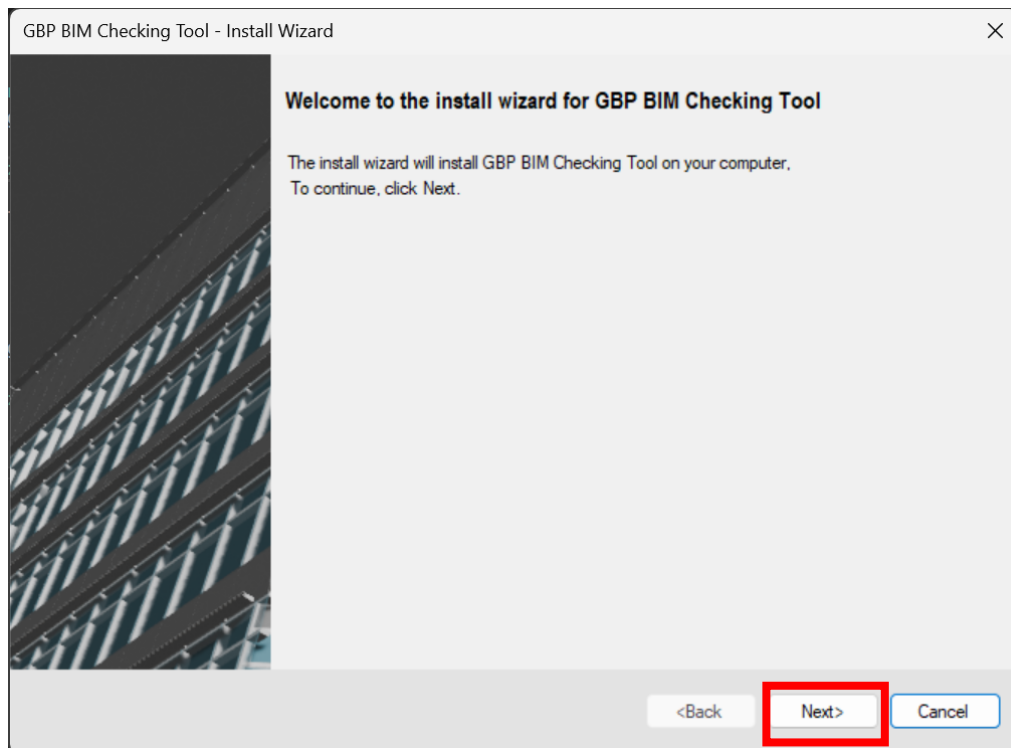 GBP BIM Checking Tool - Install Wizard
Welcome to the install wizard for GBP BIM Checking Tool
The install wizard will install GBP BIM Checking Tool on your computer,
To continue, click Next.
<Back Next> Cancel